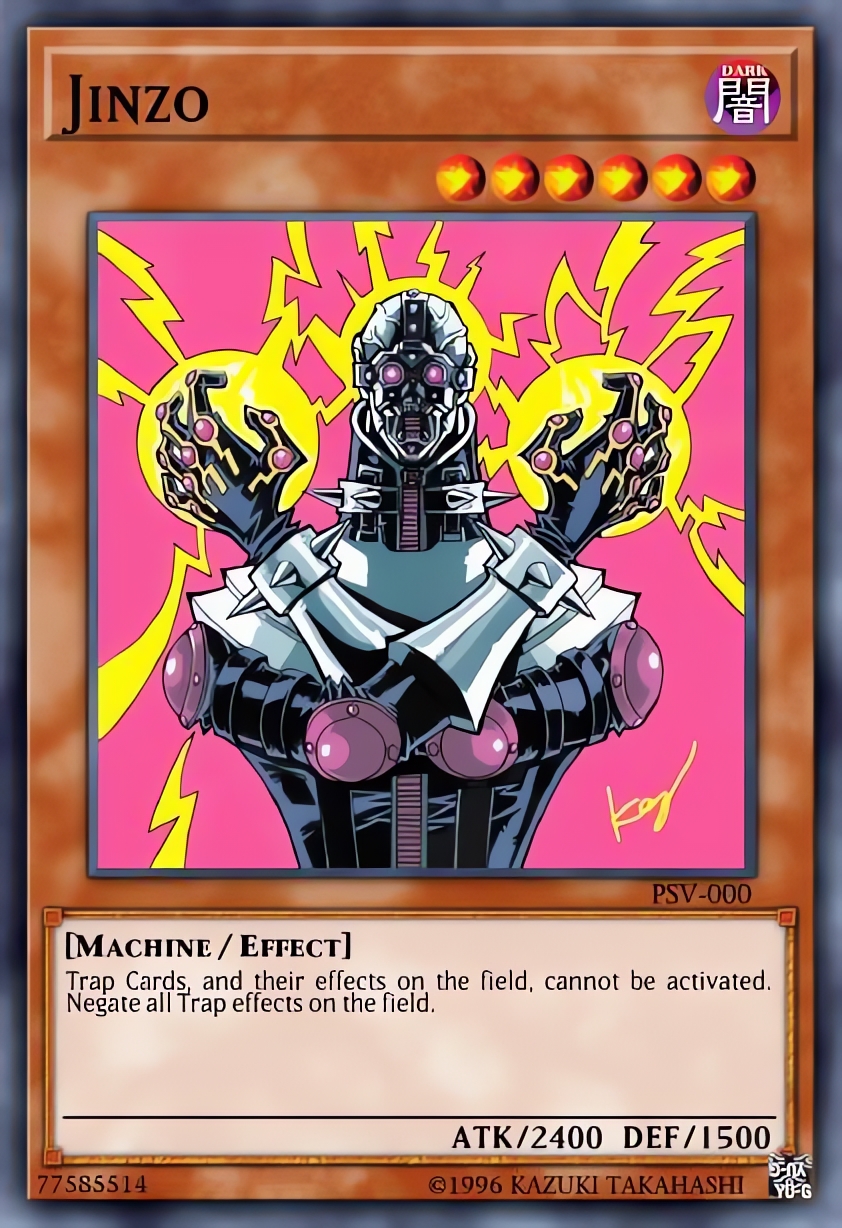 JINZO
DARK
闇
PSV-000
[MACHINE / EFFECT]
Trap Cards, and their effects on the field, cannot be activated.
Negate all Trap effects on the field.
ATK/2400 DEF/1500
77585514
©1996 KAZUKI TAKAHASHI